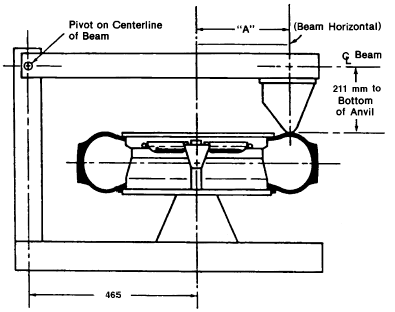 Pivot on Centerline
of Beam
"A"
(Beam Horizontal)
℄ Beam
211 mm to
Bottom
of Anvil
465